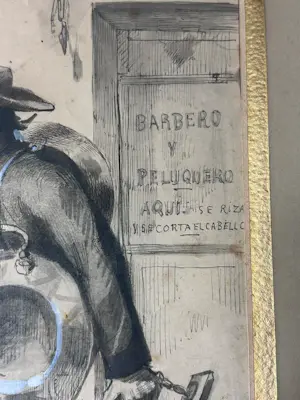 BARBERO
Y
PELUQUERO
AQUI SE RIZA
Y SE CORTA EL CABELLO